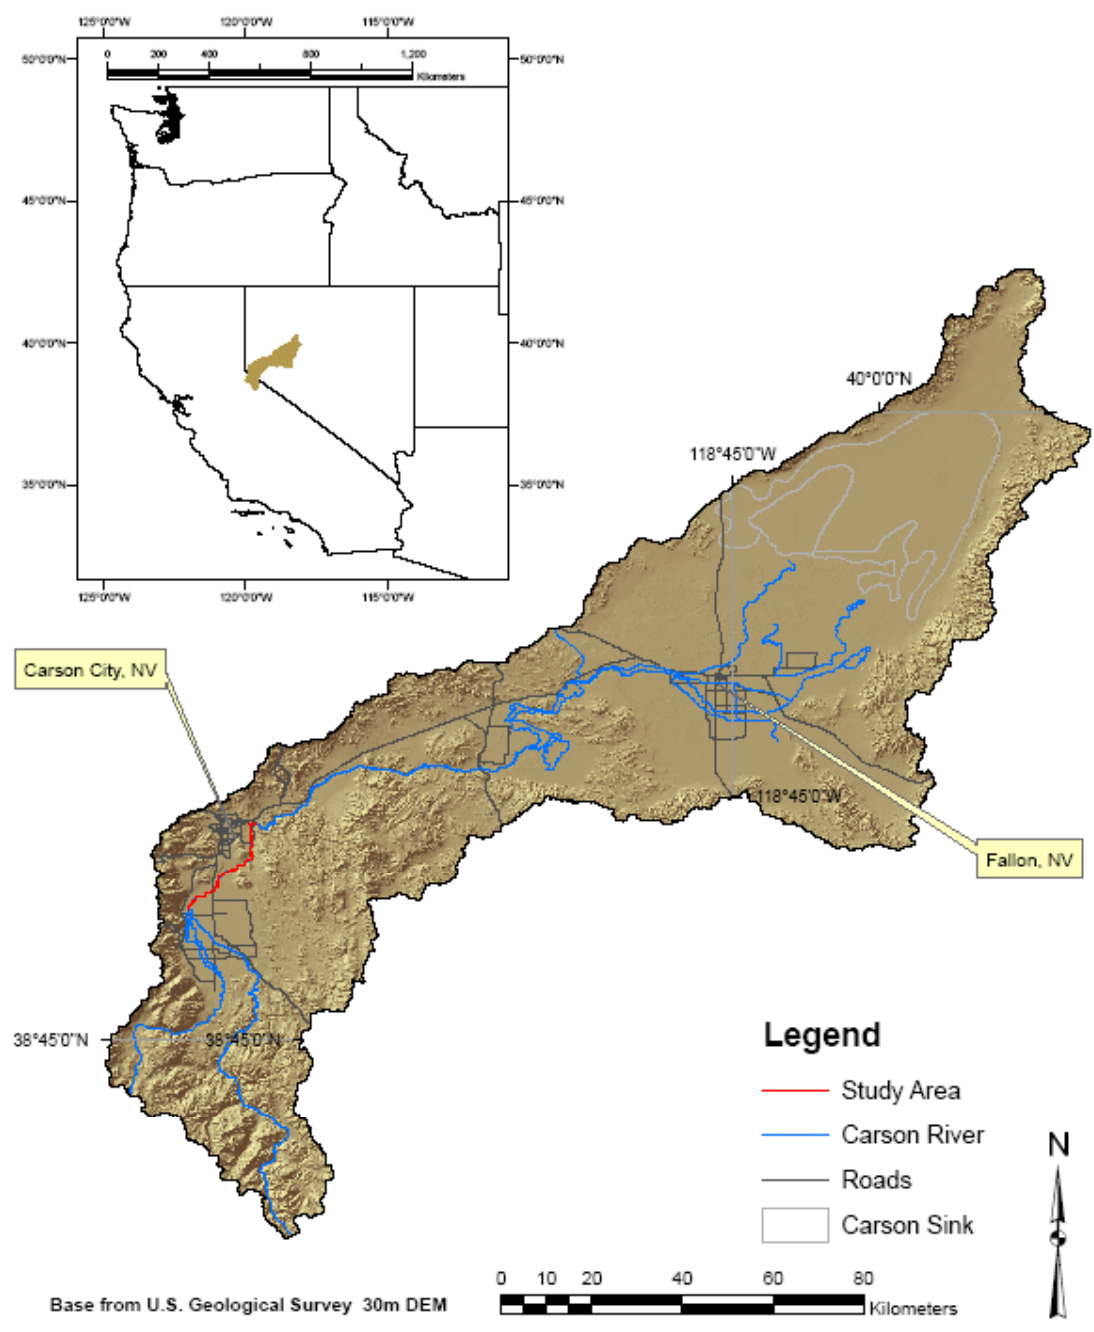 125°0'0"W 120°0'0"W 115°0'0"W
0 200 400 800 1,200
Kilometers
50°0'0"N 50°0'0"N
45°0'0"N 45°0'0"N
40°0'0"N 40°0'0"N
35°0'0"N 35°0'0"N
125°0'0"W 120°0'0"W 115°0'0"W
40°0'0"N
118°45'0"W
Carson City, NV
118°45'0"W
Fallon, NV
38°45'0"N 38°45'0"N
Legend
Study Area
Carson River
Roads
Carson Sink
N
0 10 20 40 60 80
Kilometers
Base from U.S. Geological Survey 30m DEM